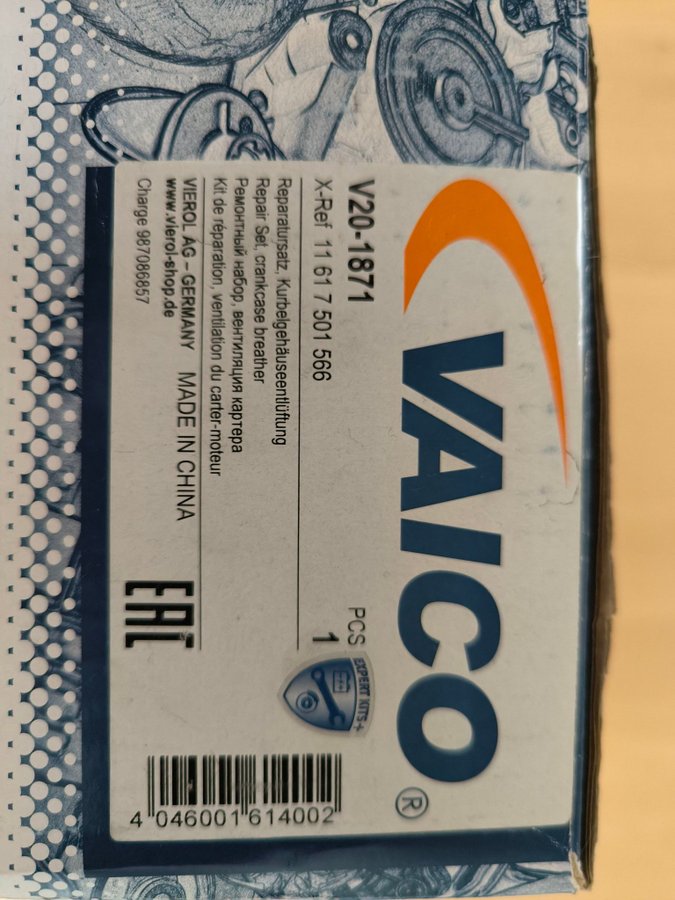 VAICO®
V20-1871
PCS
X-Ref 11 61 7 501 566
1
EXPERT KITS+
Reparatursatz, Kurbelgehäuseentlüftung
Repair Set, crankcase breather
Ремонтный набор, вентиляция картера
Kit de réparation, ventilation du carter-moteur
VIEROL AG – GERMANY MADE IN CHINA
www.vierol-shop.de
Charge 987086857
EAC
4 046001 614002